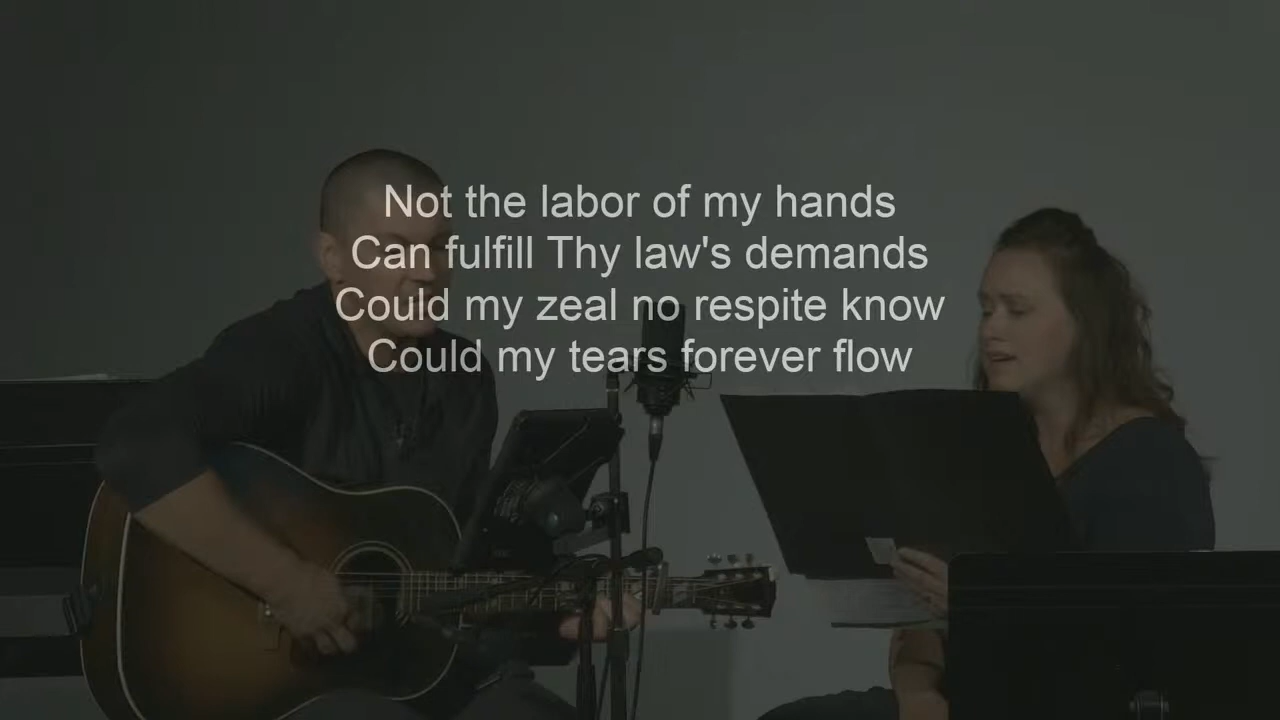 Not the labor of my hands
Can fulfill Thy law's demands
Could my zeal no respite know
Could my tears forever flow